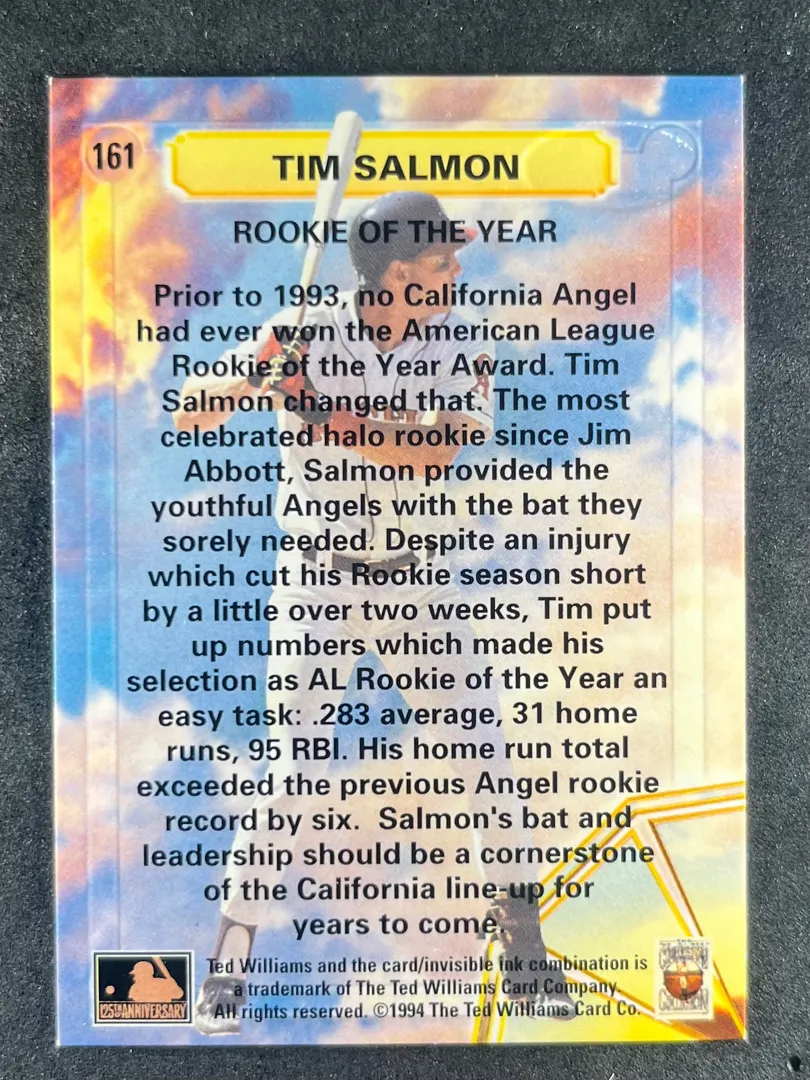 161
TIM SALMON
ROOKIE OF THE YEAR
Prior to 1993, no California Angel
had ever won the American League
Rookie of the Year Award. Tim
Salmon changed that. The most
celebrated halo rookie since Jim
Abbott, Salmon provided the
youthful Angels with the bat they
sorely needed. Despite an injury
which cut his Rookie season short
by a little over two weeks, Tim put
up numbers which made his
selection as AL Rookie of the Year an
easy task: .283 average, 31 home
runs, 95 RBI. His home run total
exceeded the previous Angel rookie
record by six. Salmon's bat and
leadership should be a cornerstone
of the California line-up for
years to come.
125TH ANNIVERSARY
Ted Williams and the card/invisible ink combination is
a trademark of The Ted Williams Card Company.
All rights reserved. ©1994 The Ted Williams Card Co.